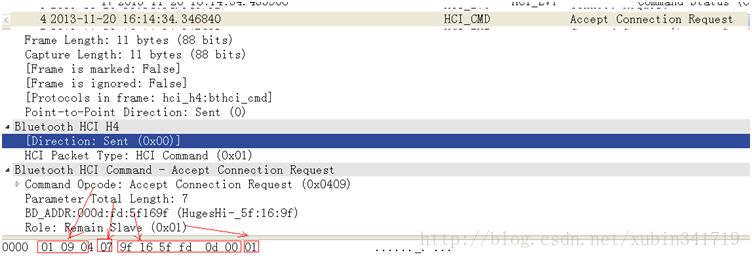 4 2013-11-20 16:14:34.346840 HCI_CMD Accept Connection Request
Frame Length: 11 bytes (88 bits)
Capture Length: 11 bytes (88 bits)
[Frame is marked: False]
[Frame is ignored: False]
[Protocols in frame: hci_h4:bthci_cmd]
Point-to-Point Direction: Sent (0)
Bluetooth HCI H4
[Direction: Sent (0x00)]
HCI Packet Type: HCI Command (0x01)
Bluetooth HCI Command - Accept Connection Request
Command Opcode: Accept Connection Request (0x0409)
Parameter Total Length: 7
BD_ADDR:000d:fd:5f169f (HugesHi-_5f:16:9f)
Role: Remain Slave (0x01)
0000 01 09 04 07 9f 16 5f fd 0d 00 01 ......_. ...
http://blog.csdn.net/xubin341719